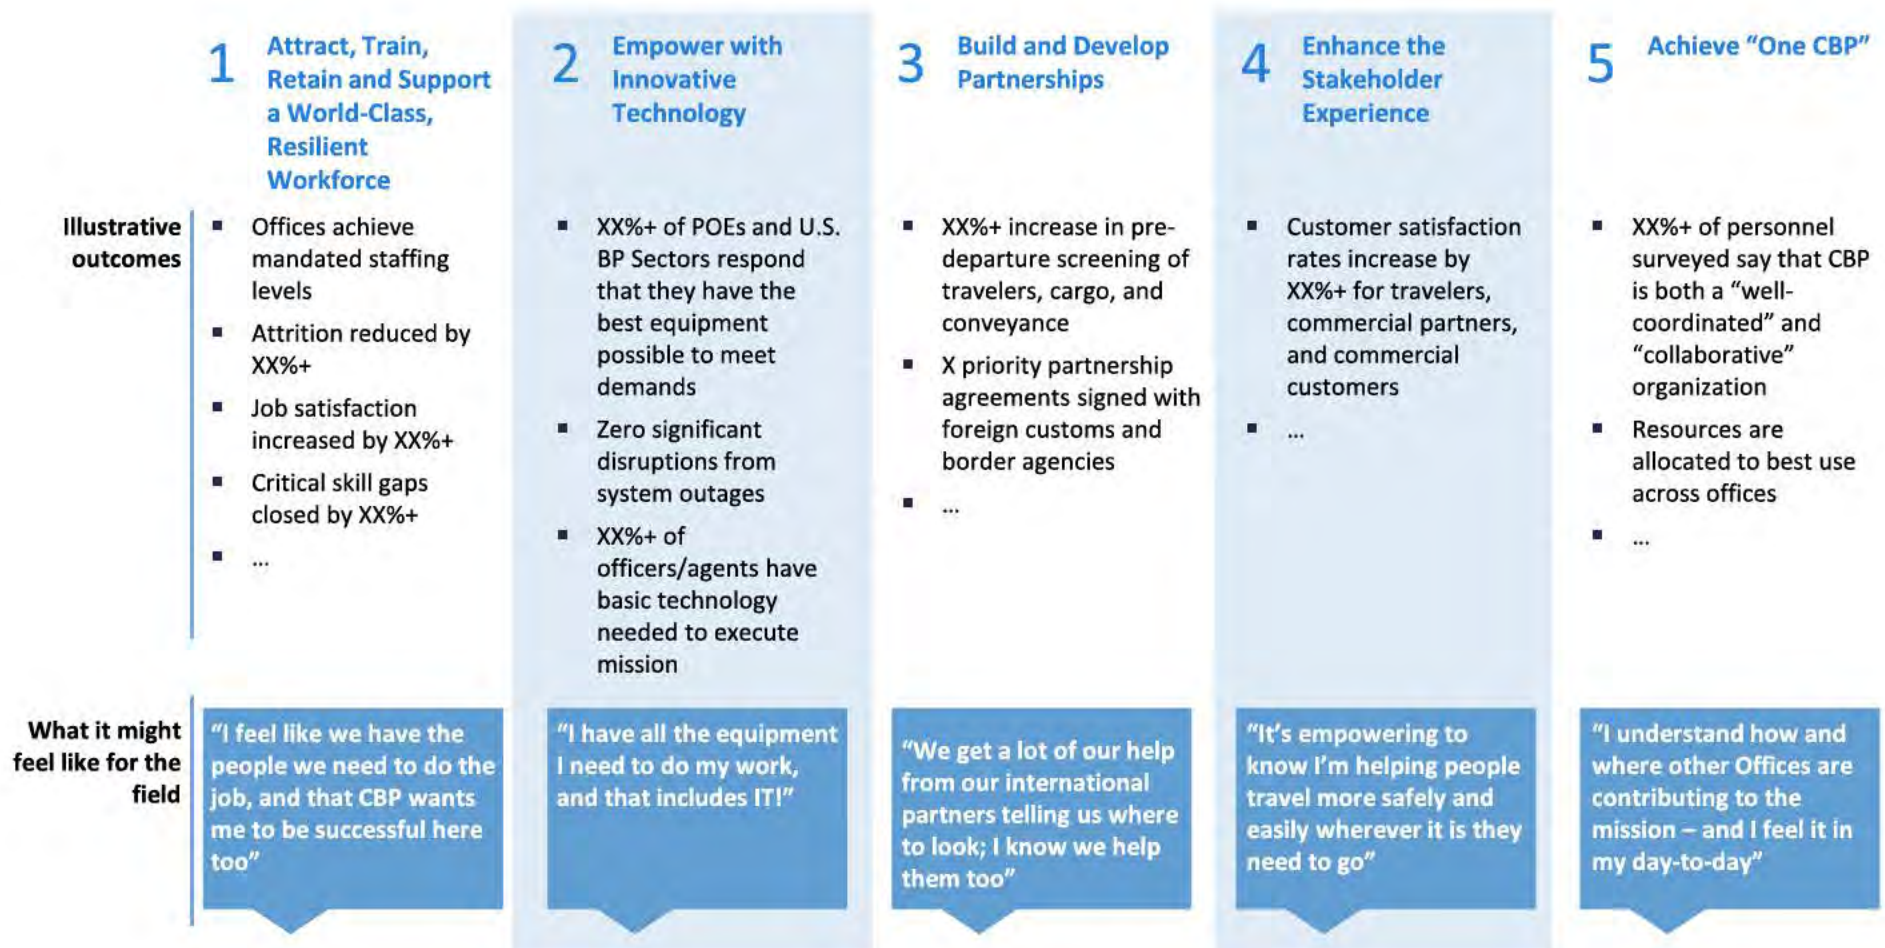 1
Attract, Train,
Retain and Support
a World-Class,
Resilient
Workforce
2
Empower with
Innovative
Technology
3
Build and Develop
Partnerships
4
Enhance the
Stakeholder
Experience
5
Achieve “One CBP”
Illustrative
outcomes
▪ Offices achieve
mandated staffing
levels
▪ Attrition reduced by
XX%+
▪ Job satisfaction
increased by XX%+
▪ Critical skill gaps
closed by XX%+
▪ ...
▪ XX%+ of POEs and U.S.
BP Sectors respond
that they have the
best equipment
possible to meet
demands
▪ Zero significant
disruptions from
system outages
▪ XX%+ of
officers/agents have
basic technology
needed to execute
mission
▪ XX%+ increase in pre-
departure screening of
travelers, cargo, and
conveyance
▪ X priority partnership
agreements signed with
foreign customs and
border agencies
▪ ...
▪ Customer satisfaction
rates increase by
XX%+ for travelers,
commercial partners,
and commercial
customers
▪ ...
▪ XX%+ of personnel
surveyed say that CBP
is both a “well-
coordinated” and
“collaborative”
organization
▪ Resources are
allocated to best use
across offices
▪ ...
What it might
feel like for the
field
“I feel like we have the
people we need to do the
job, and that CBP wants
me to be successful here
too”
“I have all the equipment
I need to do my work,
and that includes IT!”
“We get a lot of our help
from our international
partners telling us where
to look; I know we help
them too”
“It’s empowering to
know I’m helping people
travel more safely and
easily wherever it is they
need to go”
“I understand how and
where other Offices are
contributing to the
mission – and I feel it in
my day-to-day”